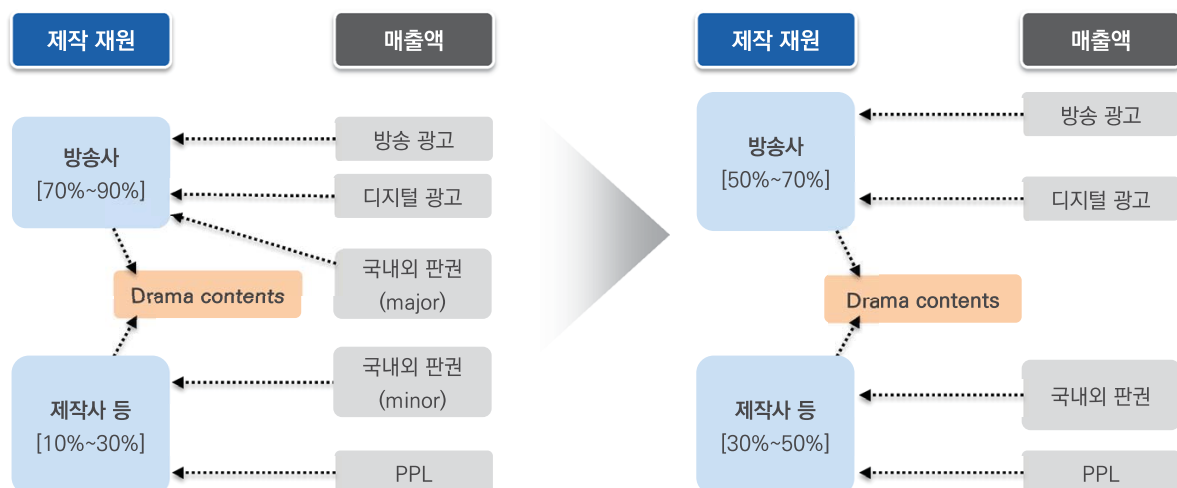 제작 재원
매출액
방송사
[70%~90%]
방송 광고
디지털 광고
국내외 판권
(major)
Drama contents
국내외 판권
(minor)
제작사 등
[10%~30%]
PPL
제작 재원
매출액
방송사
[50%~70%]
방송 광고
디지털 광고
Drama contents
제작사 등
[30%~50%]
국내외 판권
PPL